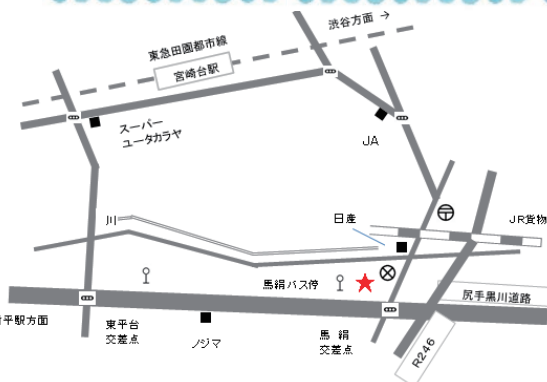 渋谷方面 →
東急田園都市線
宮崎台駅
スーパー
ユータカラヤ
JA
川
日産
JR貨物
馬絹バス停
尻手黒川道路
平駅方面
東平台
交差点
ノジマ
馬 絹
交差点
R246